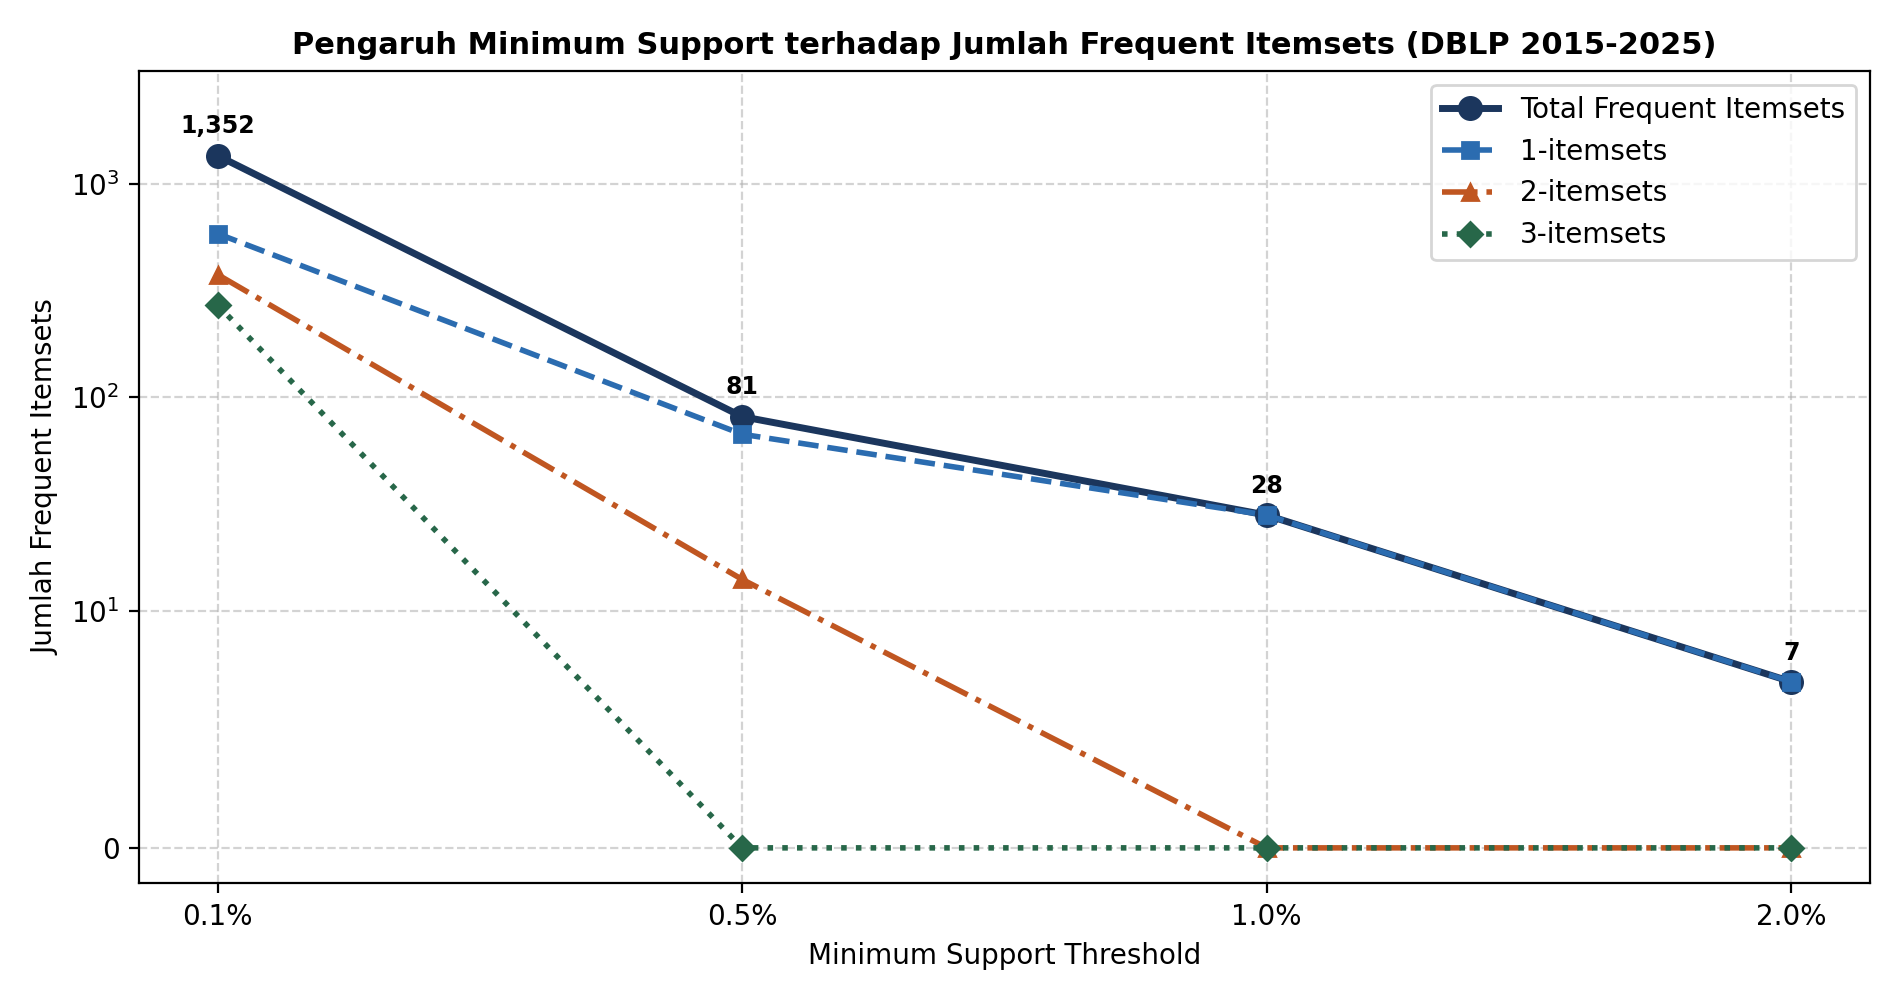 Pengaruh Minimum Support terhadap Jumlah Frequent Itemsets (DBLP 2015-2025)
Total Frequent Itemsets
1-itemsets
2-itemsets
3-itemsets
1,352
81
28
7
Jumlah Frequent Itemsets
10³
10²
10¹
0
0.1%
0.5%
1.0%
2.0%
Minimum Support Threshold